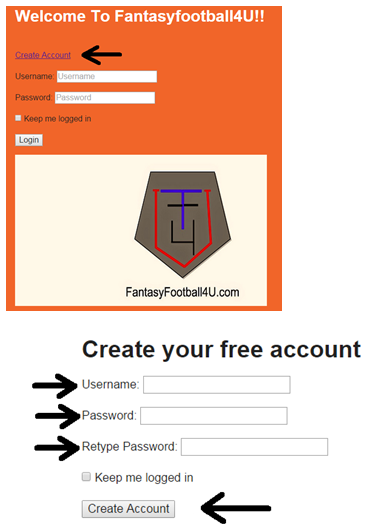 Welcome To Fantasyfootball4U!!
Create Account
Username: Username
Password: Password
Keep me logged in
Login
FantasyFootball4U.com
Create your free account
Username:
Password:
Retype Password:
Keep me logged in
Create Account